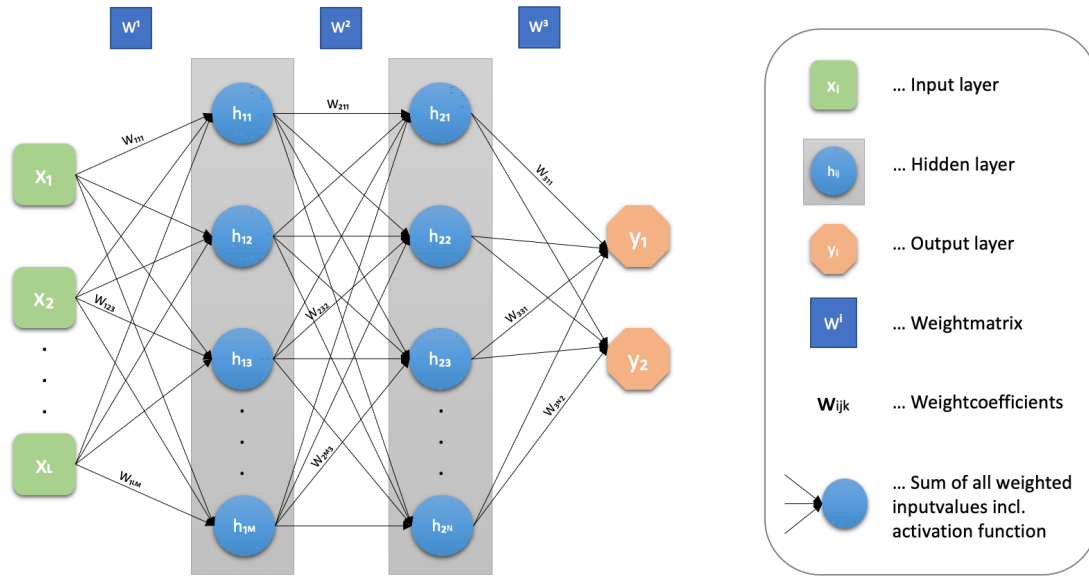 W¹
W²
W³
x₁
x₂
x_L
h₁₁
h₁₂
h₁₃
h₁M
h₂₁
h₂₂
h₂₃
h₂N
y₁
y₂
W₁₁₁
W₁₂₃
W₁LM
W₂₁₁
W₂₃₂
W₂M₃
W₃₁₁
W₃₃₁
W₃N₂
xᵢ
... Input layer
hᵢⱼ
... Hidden layer
yᵢ
... Output layer
Wⁱ
... Weightmatrix
Wijk
... Weightcoefficients
... Sum of all weighted
inputvalues incl.
activation function